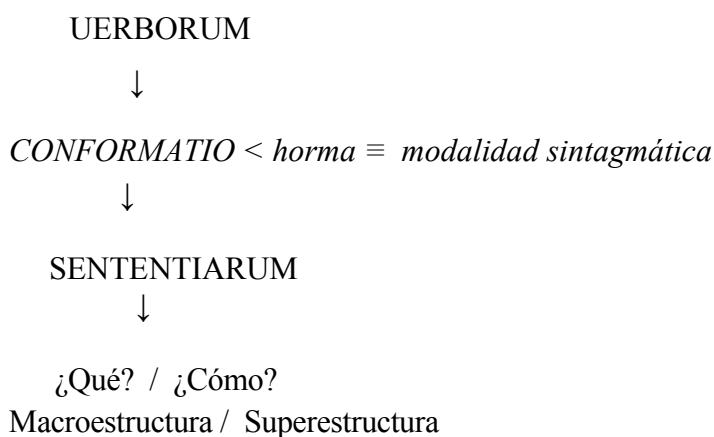 UERBORUM
↓
CONFORMATIO < horma ≡ modalidad sintagmática
↓
SENTENTIARUM
↓
¿Qué? / ¿Cómo?
Macroestructura / Superestructura